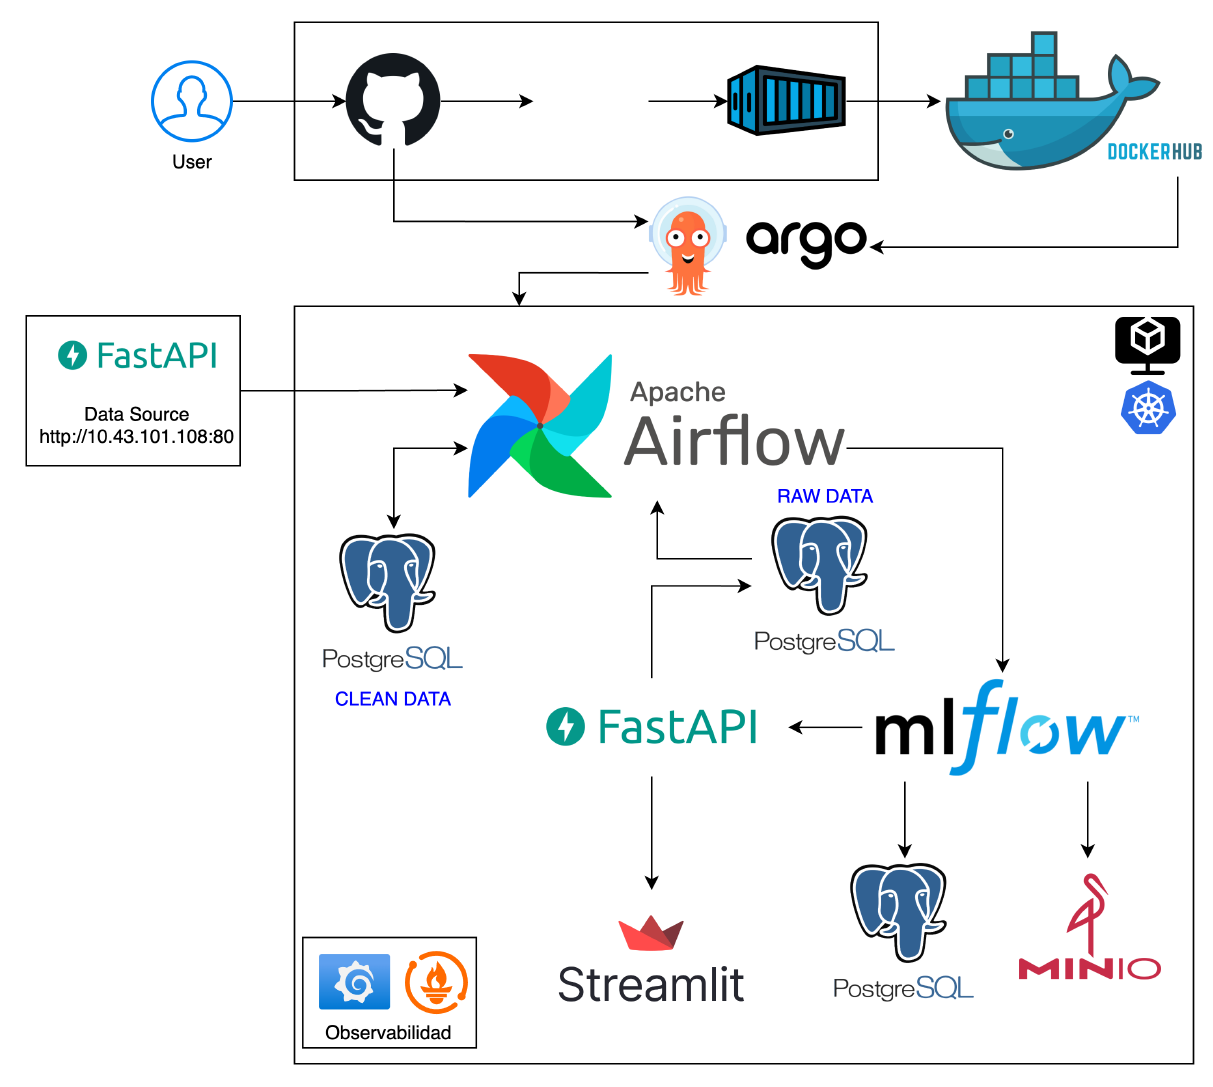 User
DOCKERHUB
argo
FastAPI
Data Source
http://10.43.101.108:80
Apache
Airflow
RAW DATA
PostgreSQL
PostgreSQL
CLEAN DATA
FastAPI
mlflow™
PostgreSQL
MINIO
Streamlit
Observabilidad